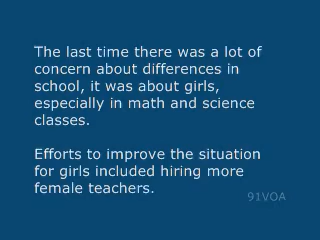 The last time there was a lot of
concern about differences in
school, it was about girls,
especially in math and science
classes.
Efforts to improve the situation
for girls included hiring more
female teachers.
91VOA